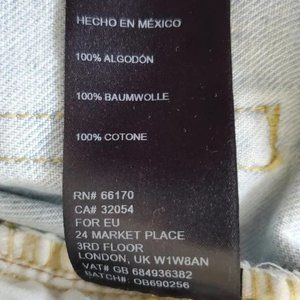 HECHO EN MÉXICO
100% ALGODÓN
100% BAUMWOLLE
100% COTONE
RN# 66170
CA# 32054
FOR EU
24 MARKET PLACE
3RD FLOOR
LONDON, UK W1W8AN
VAT# GB 684936382
BATCH#: OB690256